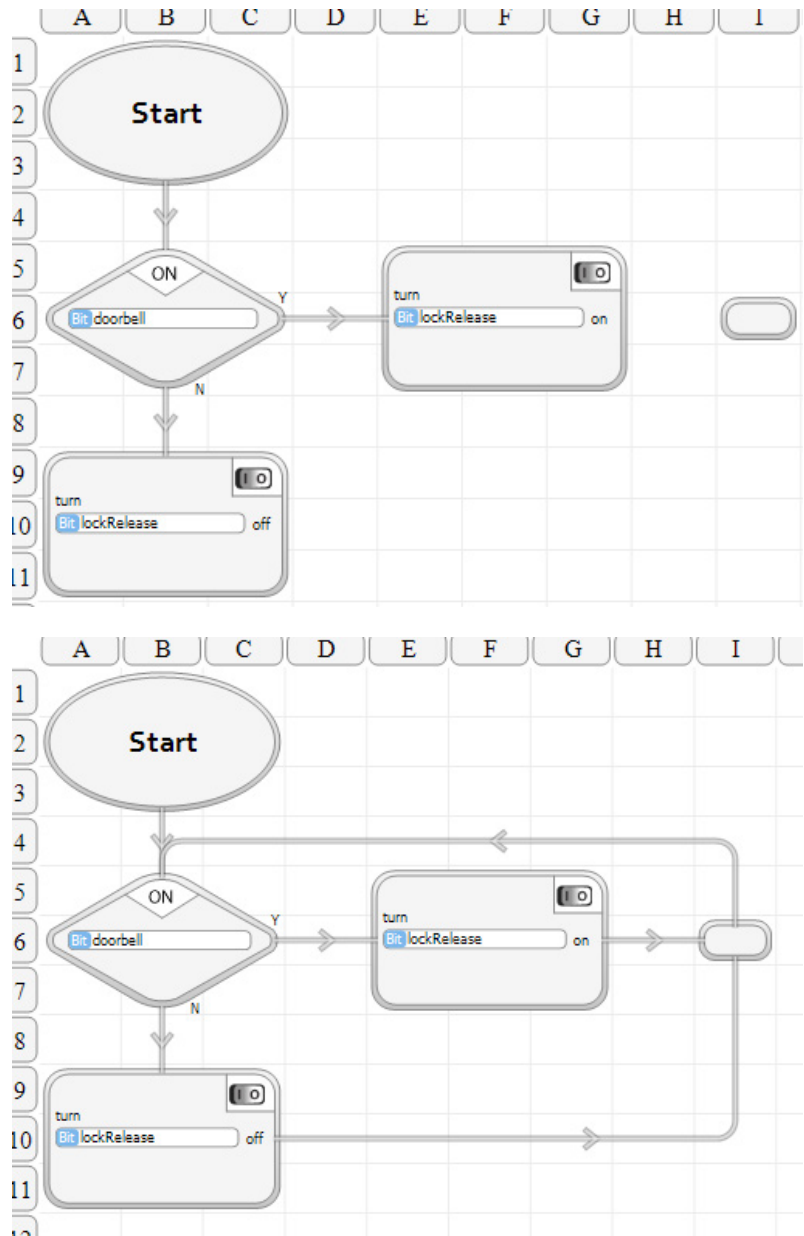 A B C D E F G H I
1
2 Start
3
4
5 ON I O
Y turn
6 Bit doorbell Bit lockRelease on
7
N
8
9 I O
turn
10 Bit lockRelease off
11
A B C D E F G H I
1
2 Start
3
4
5 ON I O
Y turn
6 Bit doorbell Bit lockRelease on
7
N
8
9 I O
turn
10 Bit lockRelease off
11
12